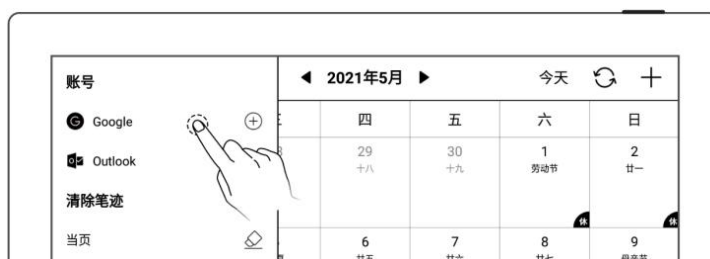 账号
Google
Outlook
清除笔迹
当页
2021年5月
今天
四 五 六 日
29 30 1 2
十八 十九 劳动节 廿一
休 休
6 7 8 9